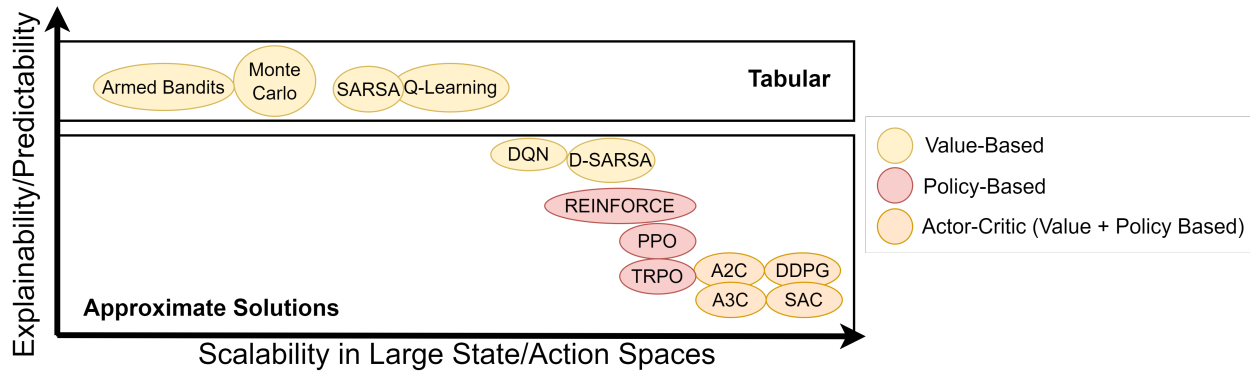 Explainability/Predictability
Armed Bandits
Monte
Carlo
SARSA
Q-Learning
Tabular
DQN
D-SARSA
REINFORCE
PPO
TRPO
A2C
DDPG
A3C
SAC
Approximate Solutions
Scalability in Large State/Action Spaces
Value-Based
Policy-Based
Actor-Critic (Value + Policy Based)